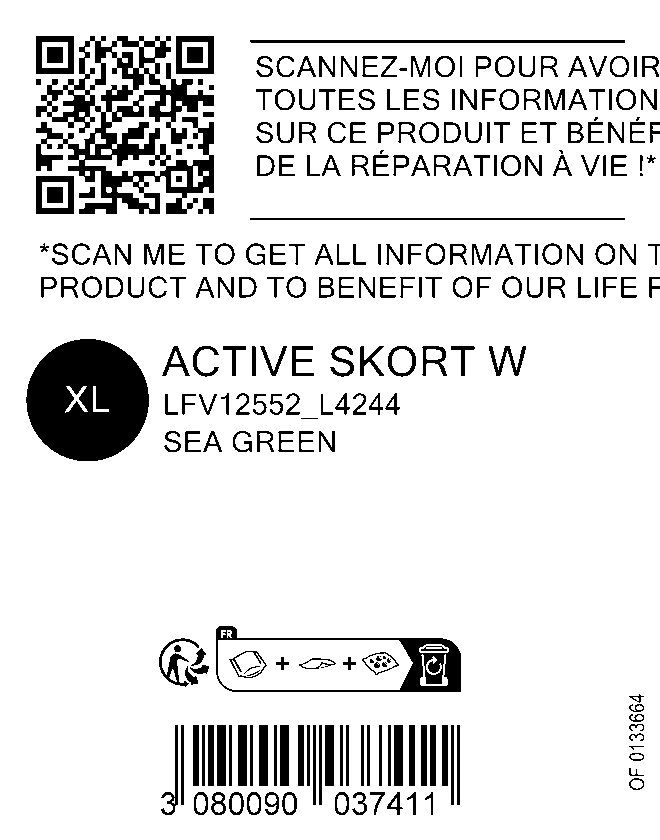 SCANNEZ-MOI POUR AVOIR
TOUTES LES INFORMATION
SUR CE PRODUIT ET BÉNÉF
DE LA RÉPARATION À VIE !*
*SCAN ME TO GET ALL INFORMATION ON T
PRODUCT AND TO BENEFIT OF OUR LIFE
XL
ACTIVE SKORT W
LFV12552_L4244
SEA GREEN
FR
3 080090 037411
OF 0133664